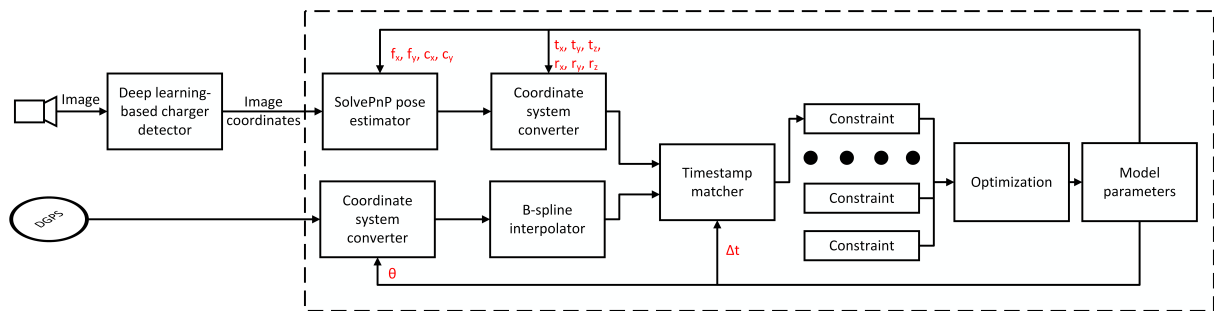 f_x, f_y, c_x, c_y
t_x, t_y, t_z,
r_x, r_y, r_z
Image
Deep learning-
based charger
detector
Image
coordinates
SolvePnP pose
estimator
Coordinate
system
converter
Constraint
Timestamp
matcher
Constraint
Constraint
Optimization
Model
parameters
DGPS
Coordinate
system
converter
B-spline
interpolator
θ
Δt